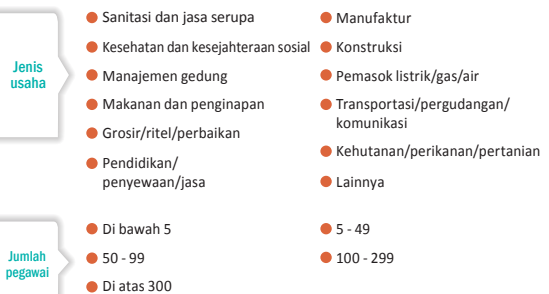 Jenis
usaha
Sanitasi dan jasa serupa
Kesehatan dan kesejahteraan sosial
Manajemen gedung
Makanan dan penginapan
Grosir/ritel/perbaikan
Pendidikan/
penyewaan/jasa
Manufaktur
Konstruksi
Pemasok listrik/gas/air
Transportasi/pergudangan/
komunikasi
Kehutanan/perikanan/pertanian
Lainnya
Jumlah
pegawai
Di bawah 5
5 - 49
50 - 99
100 - 299
Di atas 300